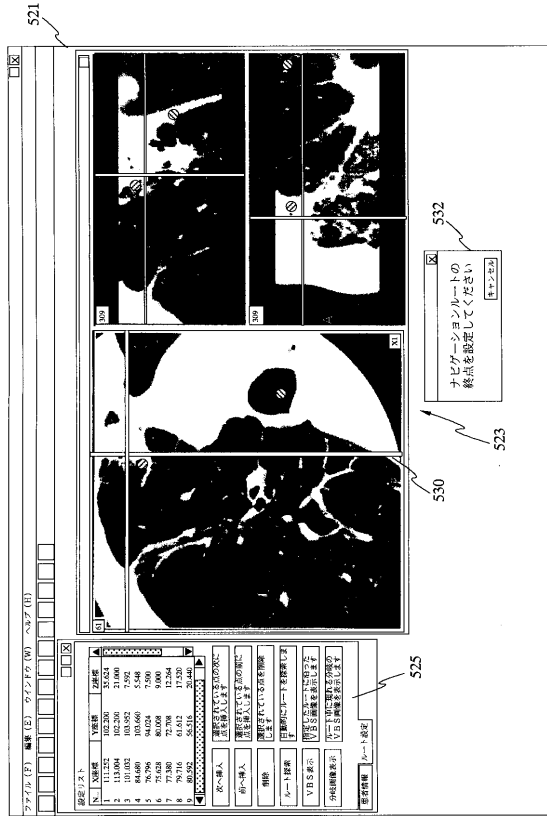 521
ファイル (F) 編集 (E) ウインドウ (W) ヘルプ (H)
設定リスト
N.. X座標 Y座標 Z座標
1 111.252 102.200 35.624
2 113.004 102.200 21.000
3 101.032 103.952 7.592
4 84.680 103.660 5.548
5 76.796 94.024 7.500
6 75.628 80.008 9.000
7 77.380 72.708 12.264
8 79.716 61.612 17.520
9 80.592 56.516 20.440
次へ挿入 選択されている点の次に
点を挿入します
前へ挿入 選択されている点の前に
点を挿入します
削除 選択されている点を削除
します
ルート探索 自動的にルートを探索しま
す
VBS表示 指定したルートに沿った
VBS画像を表示します
分岐画像表示 ルート中に現れる分岐の
VBS画像を表示します
患者情報 ルート設定
525
61
X1
309
309
530
523
ナビゲーションルートの
終点を設定してください
キャンセル
532